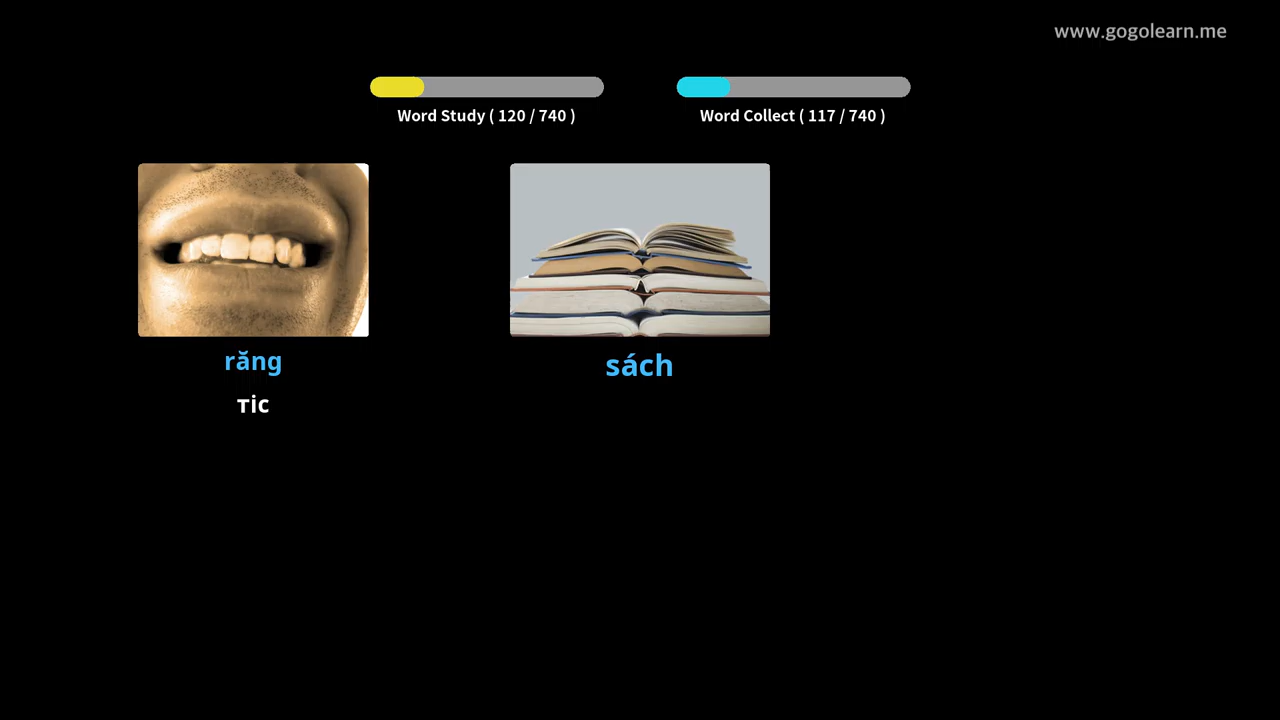 www.gogolearn.me
Word Study ( 120 / 740 )
Word Collect ( 117 / 740 )
răng
тіс
sách